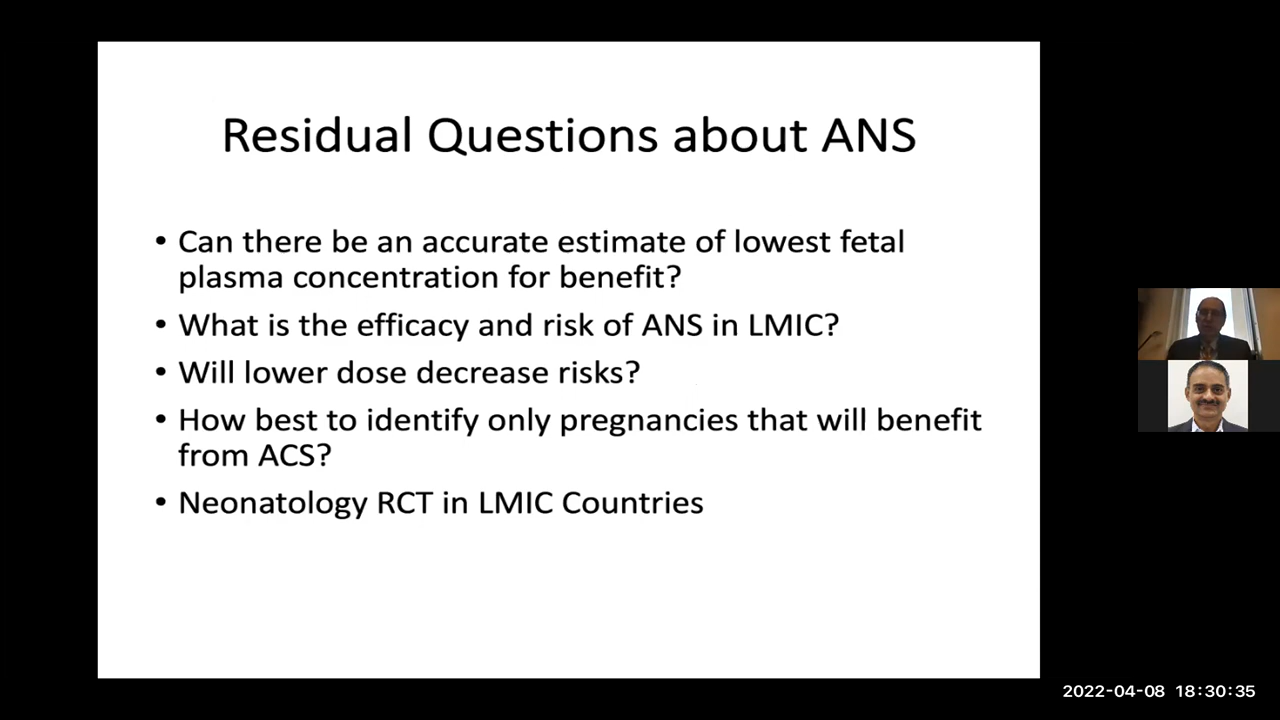 Residual Questions about ANS
• Can there be an accurate estimate of lowest fetal
plasma concentration for benefit?
• What is the efficacy and risk of ANS in LMIC?
• Will lower dose decrease risks?
• How best to identify only pregnancies that will benefit
from ACS?
• Neonatology RCT in LMIC Countries
2022-04-08 18:30:35